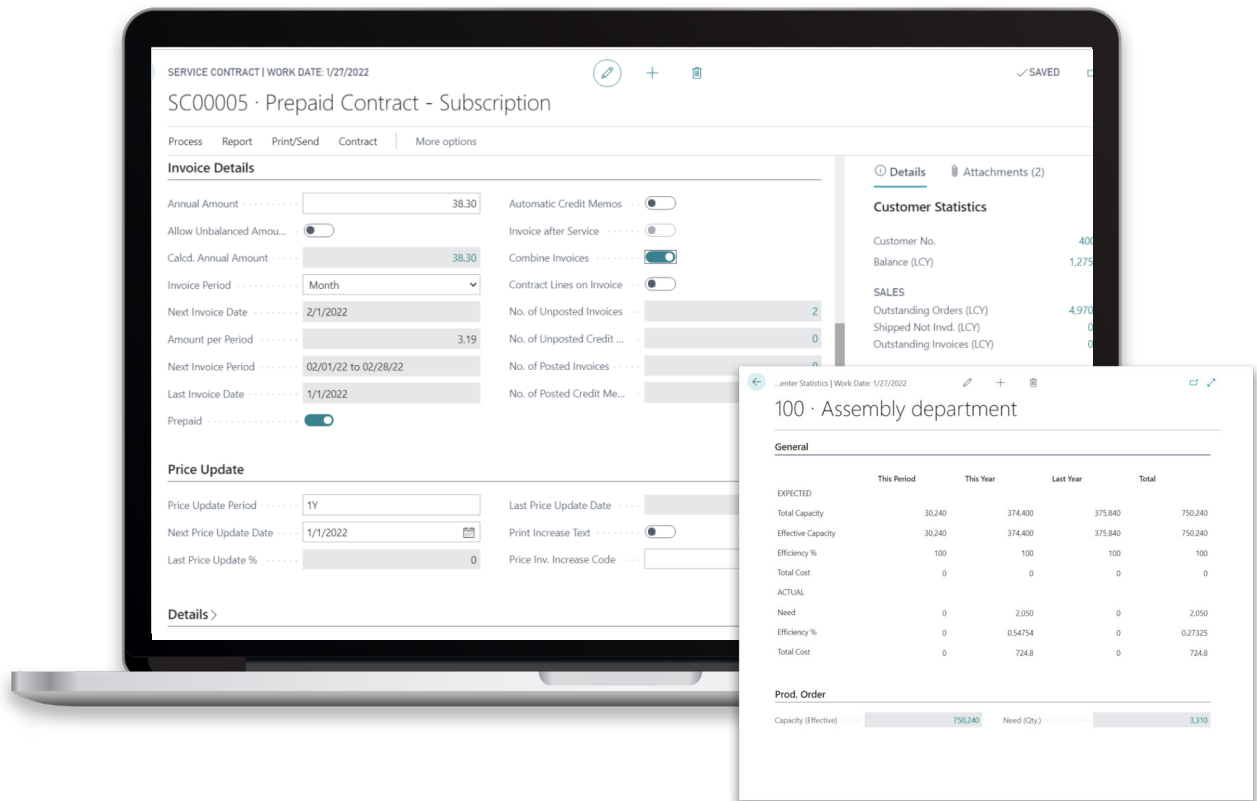 SERVICE CONTRACT | WORK DATE: 1/27/2022
SAVED
SC00005 · Prepaid Contract - Subscription
Process Report Print/Send Contract More options
Invoice Details
Annual Amount 38.30
Allow Unbalanced Amou...
Calcd. Annual Amount 38.30
Invoice Period Month
Next Invoice Date 2/1/2022
Amount per Period 3.19
Next Invoice Period 02/01/22 to 02/28/22
Last Invoice Date 1/1/2022
Prepaid
Automatic Credit Memos
Invoice after Service
Combine Invoices
Contract Lines on Invoice
No. of Unposted Invoices 2
No. of Unposted Credit ... 0
No. of Posted Invoices 0
No. of Posted Credit Me...
Price Update
Price Update Period 1Y
Next Price Update Date 1/1/2022
Last Price Update % 0
Last Price Update Date
Print Increase Text
Price Inv. Increase Code
Details
Details Attachments (2)
Customer Statistics
Customer No. 400
Balance (LCY) 1,275
SALES
Outstanding Orders (LCY) 4,970
Shipped Not Invd. (LCY) 0
Outstanding Invoices (LCY) 0
...enter Statistics | Work Date: 1/27/2022
100 · Assembly department
General
This Period This Year Last Year Total
EXPECTED
Total Capacity 30,240 374,400 375,840 750,240
Effective Capacity 30,240 374,400 375,840 750,240
Efficiency % 100 100 100 100
Total Cost 0 0 0 0
ACTUAL
Need 0 2,050 0 2,050
Efficiency % 0 0.54754 0 0.27325
Total Cost 0 724.8 0 724.8
Prod. Order
Capacity (Effective) 750,240 Need (Qty.) 3,310